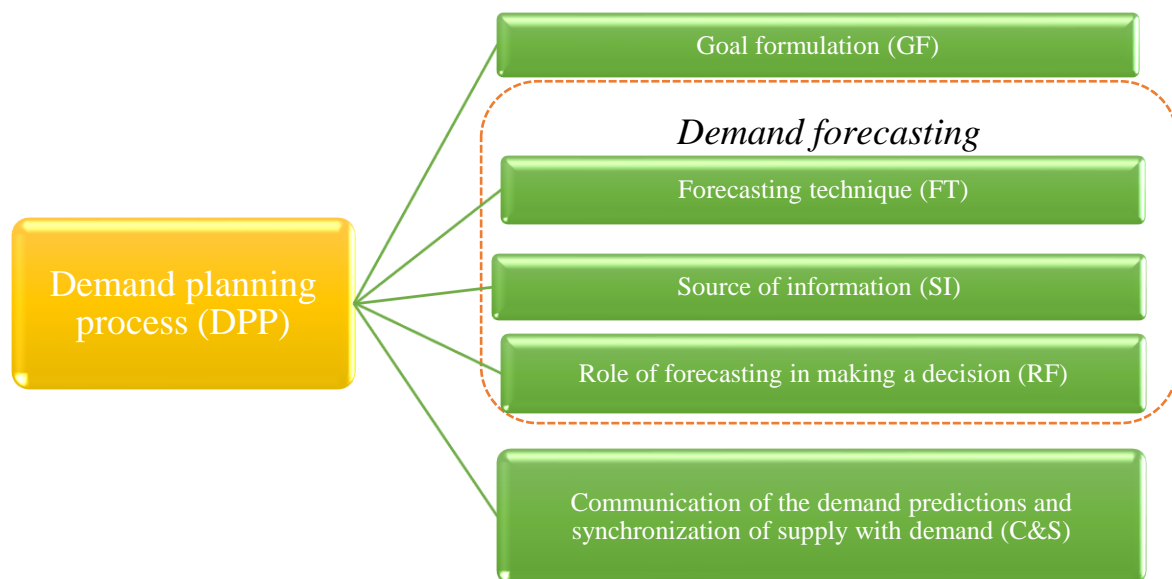 Goal formulation (GF)
Demand forecasting
Forecasting technique (FT)
Demand planning
process (DPP)
Source of information (SI)
Role of forecasting in making a decision (RF)
Communication of the demand predictions and
synchronization of supply with demand (C&S)